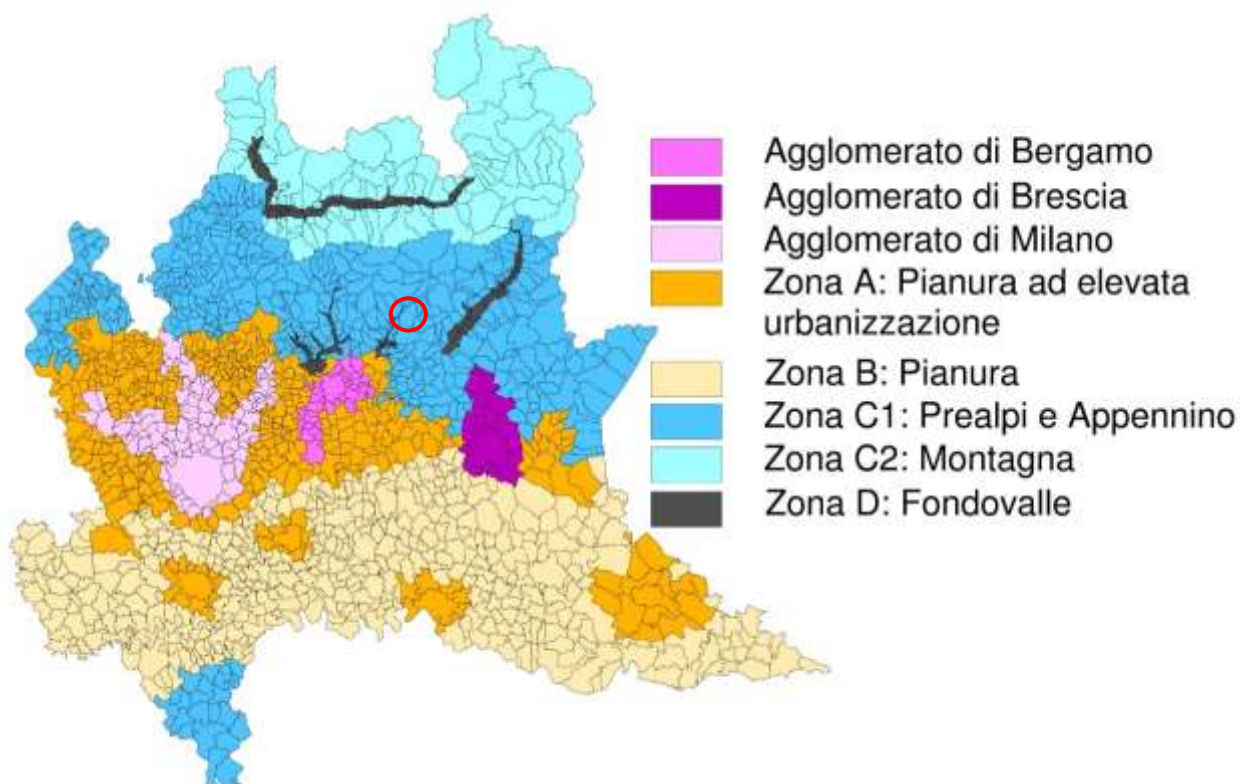 Agglomerato di Bergamo
Agglomerato di Brescia
Agglomerato di Milano
Zona A: Pianura ad elevata
urbanizzazione
Zona B: Pianura
Zona C1: Prealpi e Appennino
Zona C2: Montagna
Zona D: Fondovalle